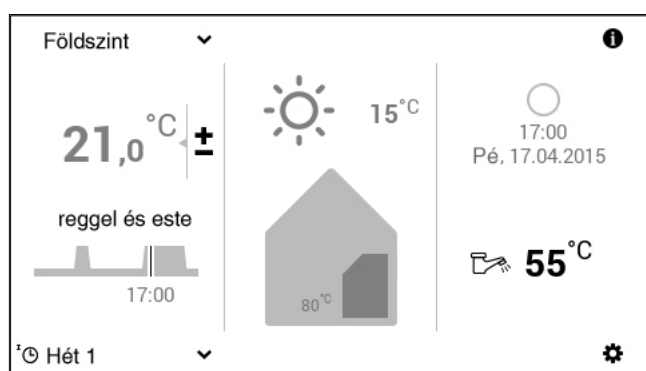 Földszint
21,0 °C
±
reggel és este
17:00
Hét 1
15 °C
80 °C
17:00
Pé, 17.04.2015
55 °C